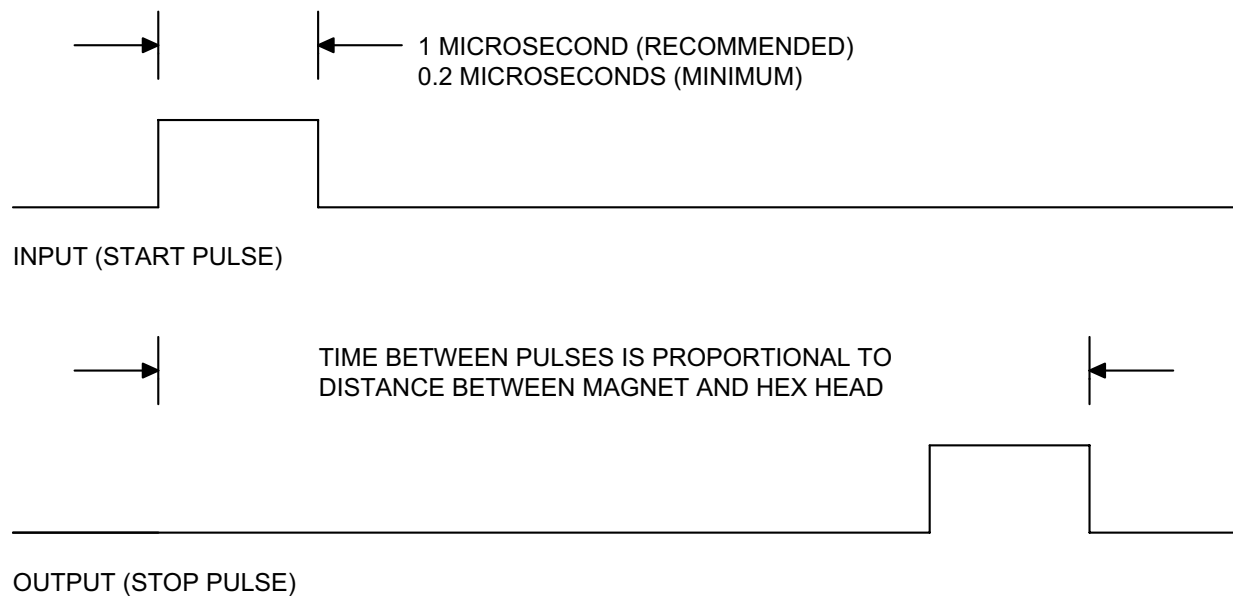 1 MICROSECOND (RECOMMENDED)
0.2 MICROSECONDS (MINIMUM)
INPUT (START PULSE)
TIME BETWEEN PULSES IS PROPORTIONAL TO
DISTANCE BETWEEN MAGNET AND HEX HEAD
OUTPUT (STOP PULSE)